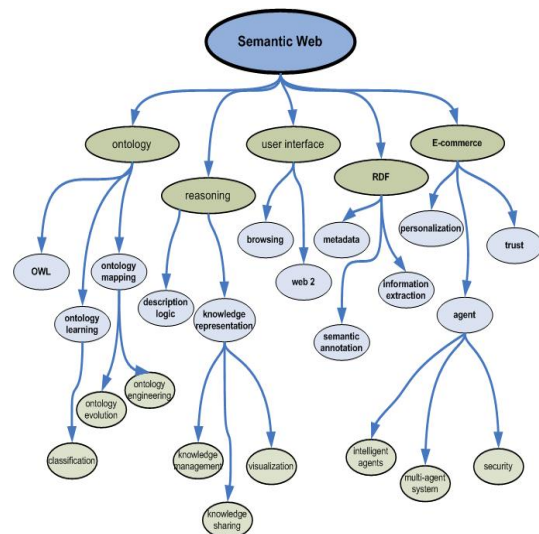 Semantic Web
ontology
user interface
E-commerce
reasoning
RDF
personalization
browsing
metadata
trust
OWL
ontology
mapping
web 2
information
extraction
description
logic
knowledge
representation
agent
ontology
learning
semantic
annotation
ontology
engineering
ontology
evolution
classification
knowledge
management
visualization
intelligent
agents
security
multi-agent
system
knowledge
sharing